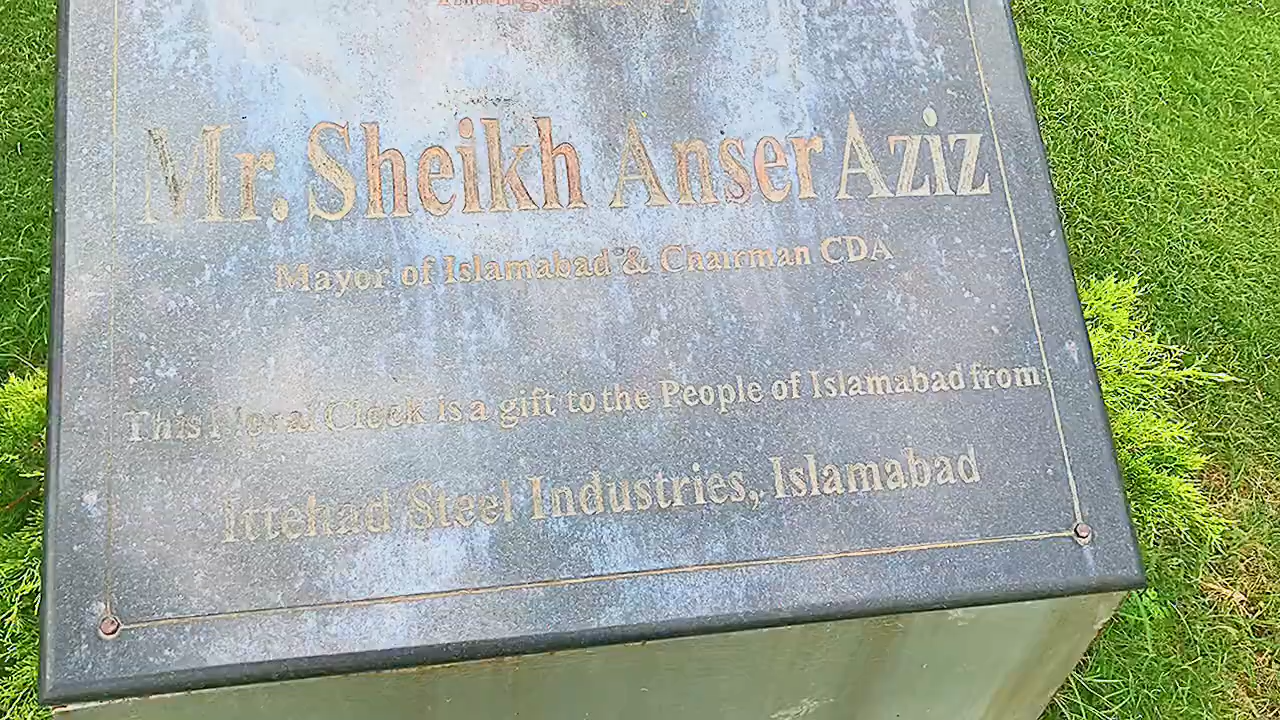 Mr. Sheikh Anser Aziz
Mayor of Islamabad & Chairman CDA
This Floral Clock is a gift to the People of Islamabad from
Ittehad Steel Industries, Islamabad